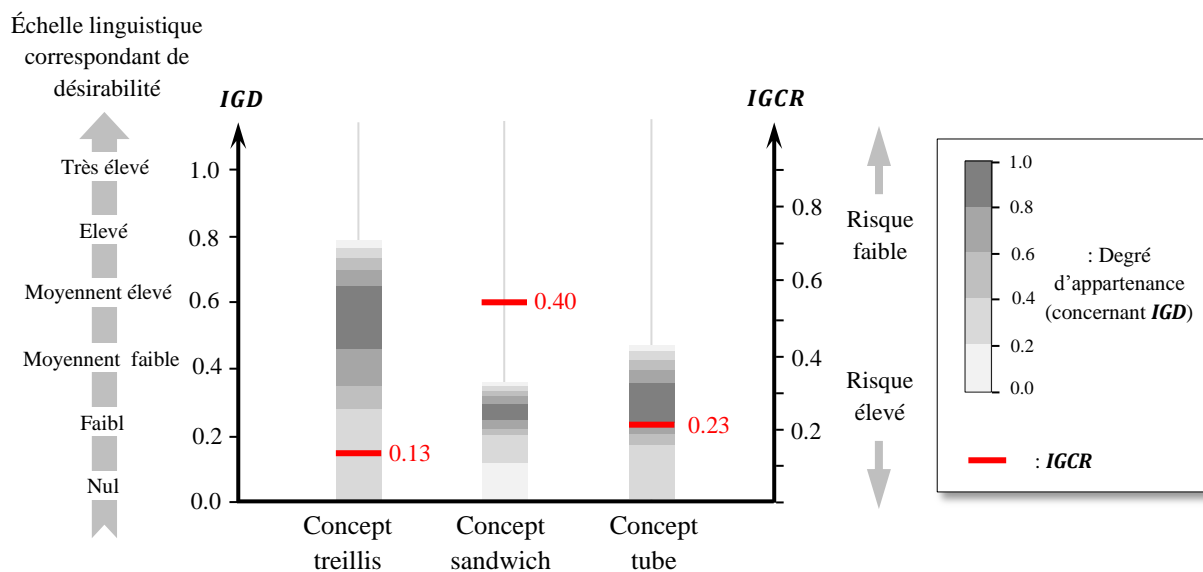 Échelle linguistique
correspondant de
désirabilité
Très élevé
Elevé
Moyennent élevé
Moyennent faible
Faibl
Nul
IGD
1.0
0.8
0.6
0.4
0.2
0.0
0.13
0.40
0.23
Concept
treillis
Concept
sandwich
Concept
tube
IGCR
0.8
0.6
0.4
0.2
Risque
faible
Risque
élevé
1.0
0.8
0.6
0.4
0.2
0.0
: Degré
d’appartenance
(concernant IGD)
: IGCR